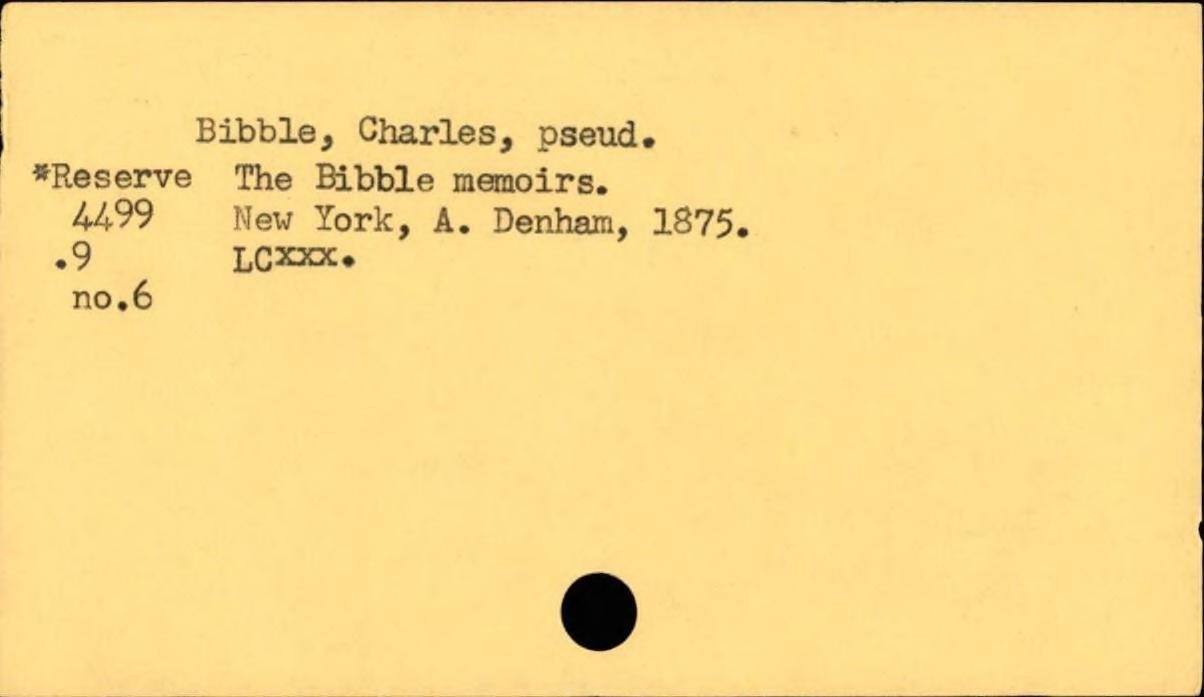 Bibble, Charles, pseud.
*Reserve The Bibble memoirs.
4499 New York, A. Denham, 1875.
.9 LCxxx.
no.6